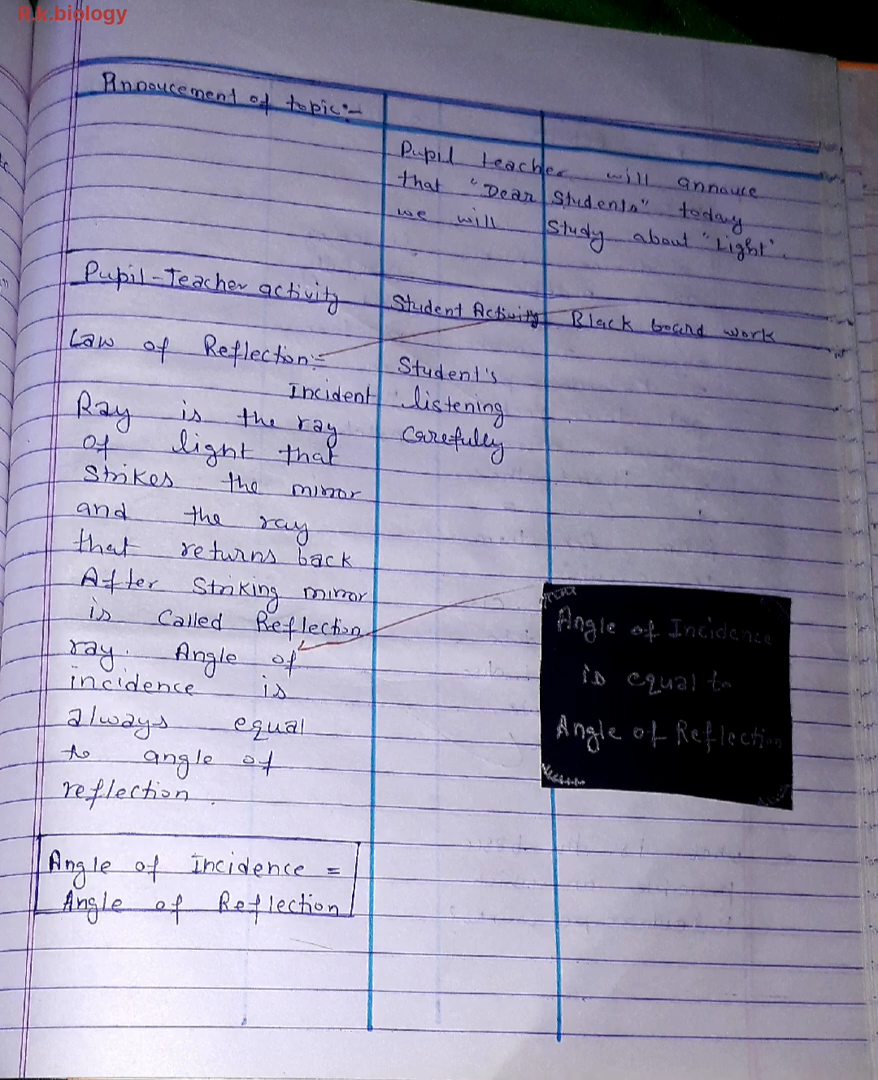 R.k.biology
Annoucement of topic:-
Pupil teacher will annouce
that "Dear Students" today
we will study about "Light".
Pupil-Teacher activity
Student Activity
Black board work
Law of Reflection:-
Incident
Ray is the ray
of light that
strikes the mirror
and the ray
that returns back
After Striking mirror
is Called Reflection
ray. Angle of
incidence is
always equal
to angle of
reflection.
Angle of Incidence =
Angle of Reflection
Student's
listening
Carefully
Angle of Incidence
is equal to
Angle of Reflection